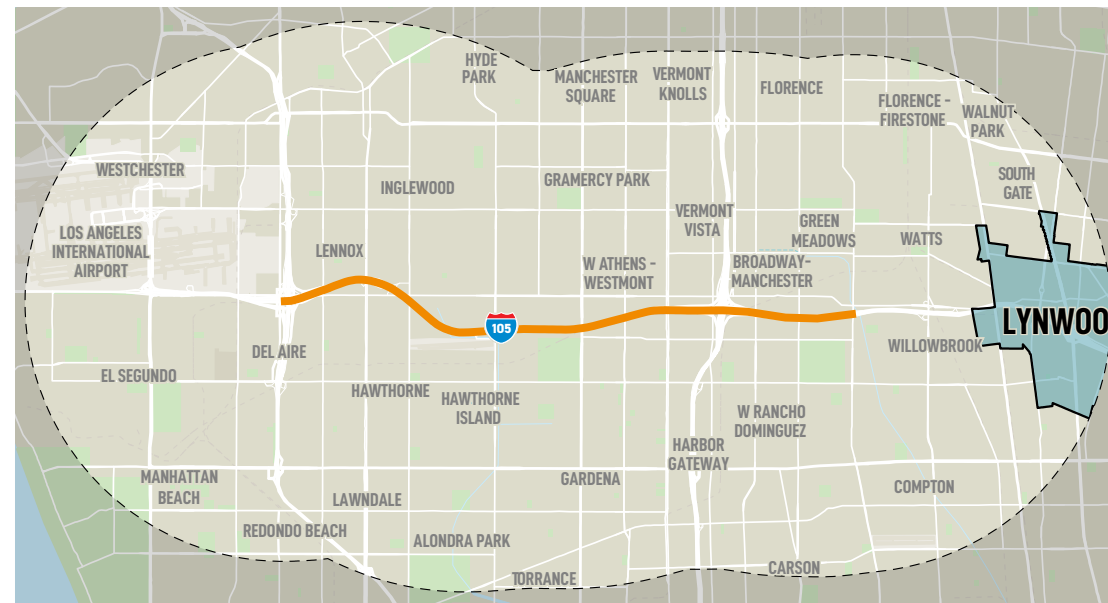 HYDE
PARK
MANCHESTER
SQUARE
VERMONT
KNOLLS
FLORENCE
FLORENCE -
FIRESTONE
WALNUT
PARK
WESTCHESTER
INGLEWOOD
GRAMERCY PARK
SOUTH
GATE
LOS ANGELES
INTERNATIONAL
AIRPORT
LENNOX
VERMONT
VISTA
GREEN
MEADOWS
WATTS
W ATHENS -
WESTMONT
BROADWAY-
MANCHESTER
105
LYNWOO
DEL AIRE
WILLOWBROOK
EL SEGUNDO
HAWTHORNE
HAWTHORNE
ISLAND
W RANCHO
DOMINGUEZ
HARBOR
GATEWAY
MANHATTAN
BEACH
GARDENA
COMPTON
LAWNDALE
REDONDO BEACH
ALONDRA PARK
TORRANCE
CARSON